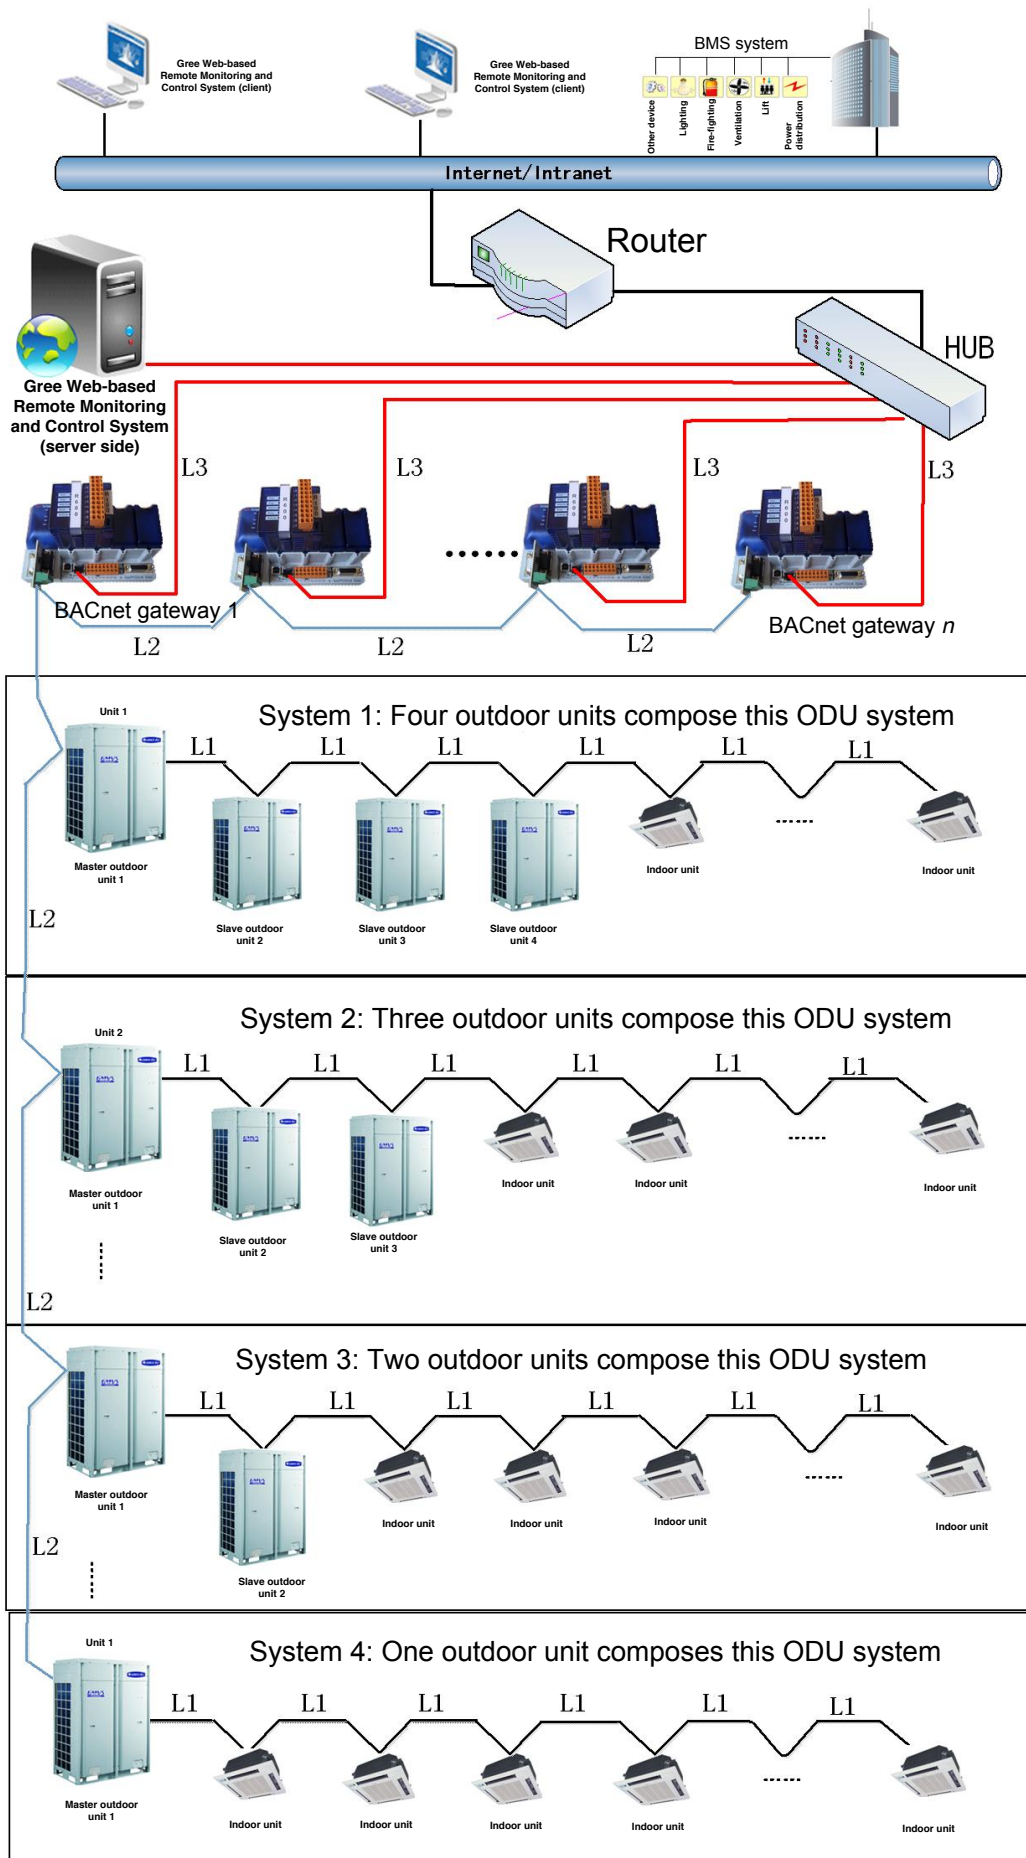 BMS system
Gree Web-based
Remote Monitoring and
Control System (client)
Gree Web-based
Remote Monitoring and
Control System (client)
Other device
Lighting
Fire-fighting
Ventilation
Lift
Power
distribution
Internet/Intranet
Router
HUB
Gree Web-based
Remote Monitoring
and Control System
(server side)
L3
L3
L3
L3
BACnet gateway 1
BACnet gateway n
L2
L2
L2
Unit 1
System 1: Four outdoor units compose this ODU system
L1
L1
L1
L1
L1
L1
Master outdoor
unit 1
Indoor unit
Indoor unit
Slave outdoor
unit 2
Slave outdoor
unit 3
Slave outdoor
unit 4
L2
Unit 2
System 2: Three outdoor units compose this ODU system
L1
L1
L1
L1
L1
L1
Master outdoor
unit 1
Indoor unit
Indoor unit
Indoor unit
Slave outdoor
unit 2
Slave outdoor
unit 3
L2
System 3: Two outdoor units compose this ODU system
L1
L1
L1
L1
L1
L1
Master outdoor
unit 1
Indoor unit
Indoor unit
Indoor unit
Indoor unit
L2
Slave outdoor
unit 2
Unit 1
System 4: One outdoor unit composes this ODU system
L1
L1
L1
L1
L1
L1
Master outdoor
unit 1
Indoor unit
Indoor unit
Indoor unit
Indoor unit
Indoor unit